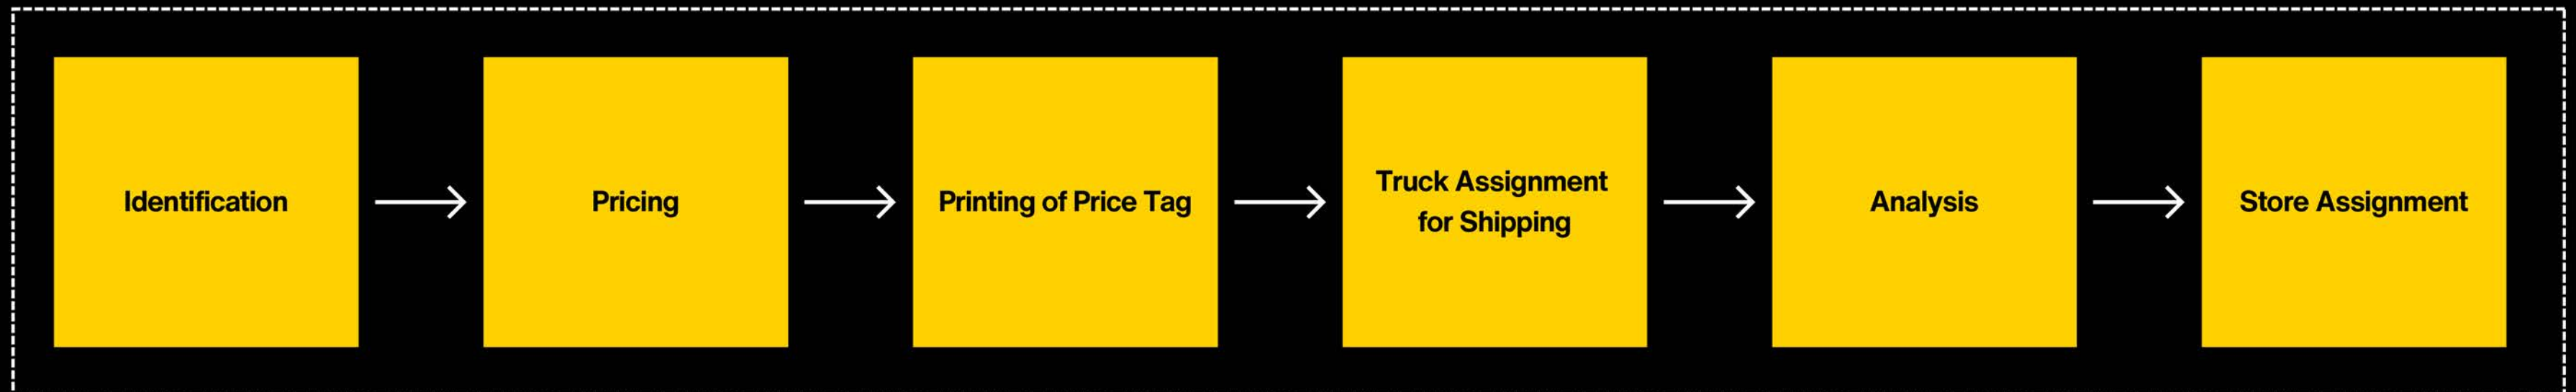 Identification
Pricing
Printing of Price Tag
Truck Assignment
for Shipping
Analysis
Store Assignment